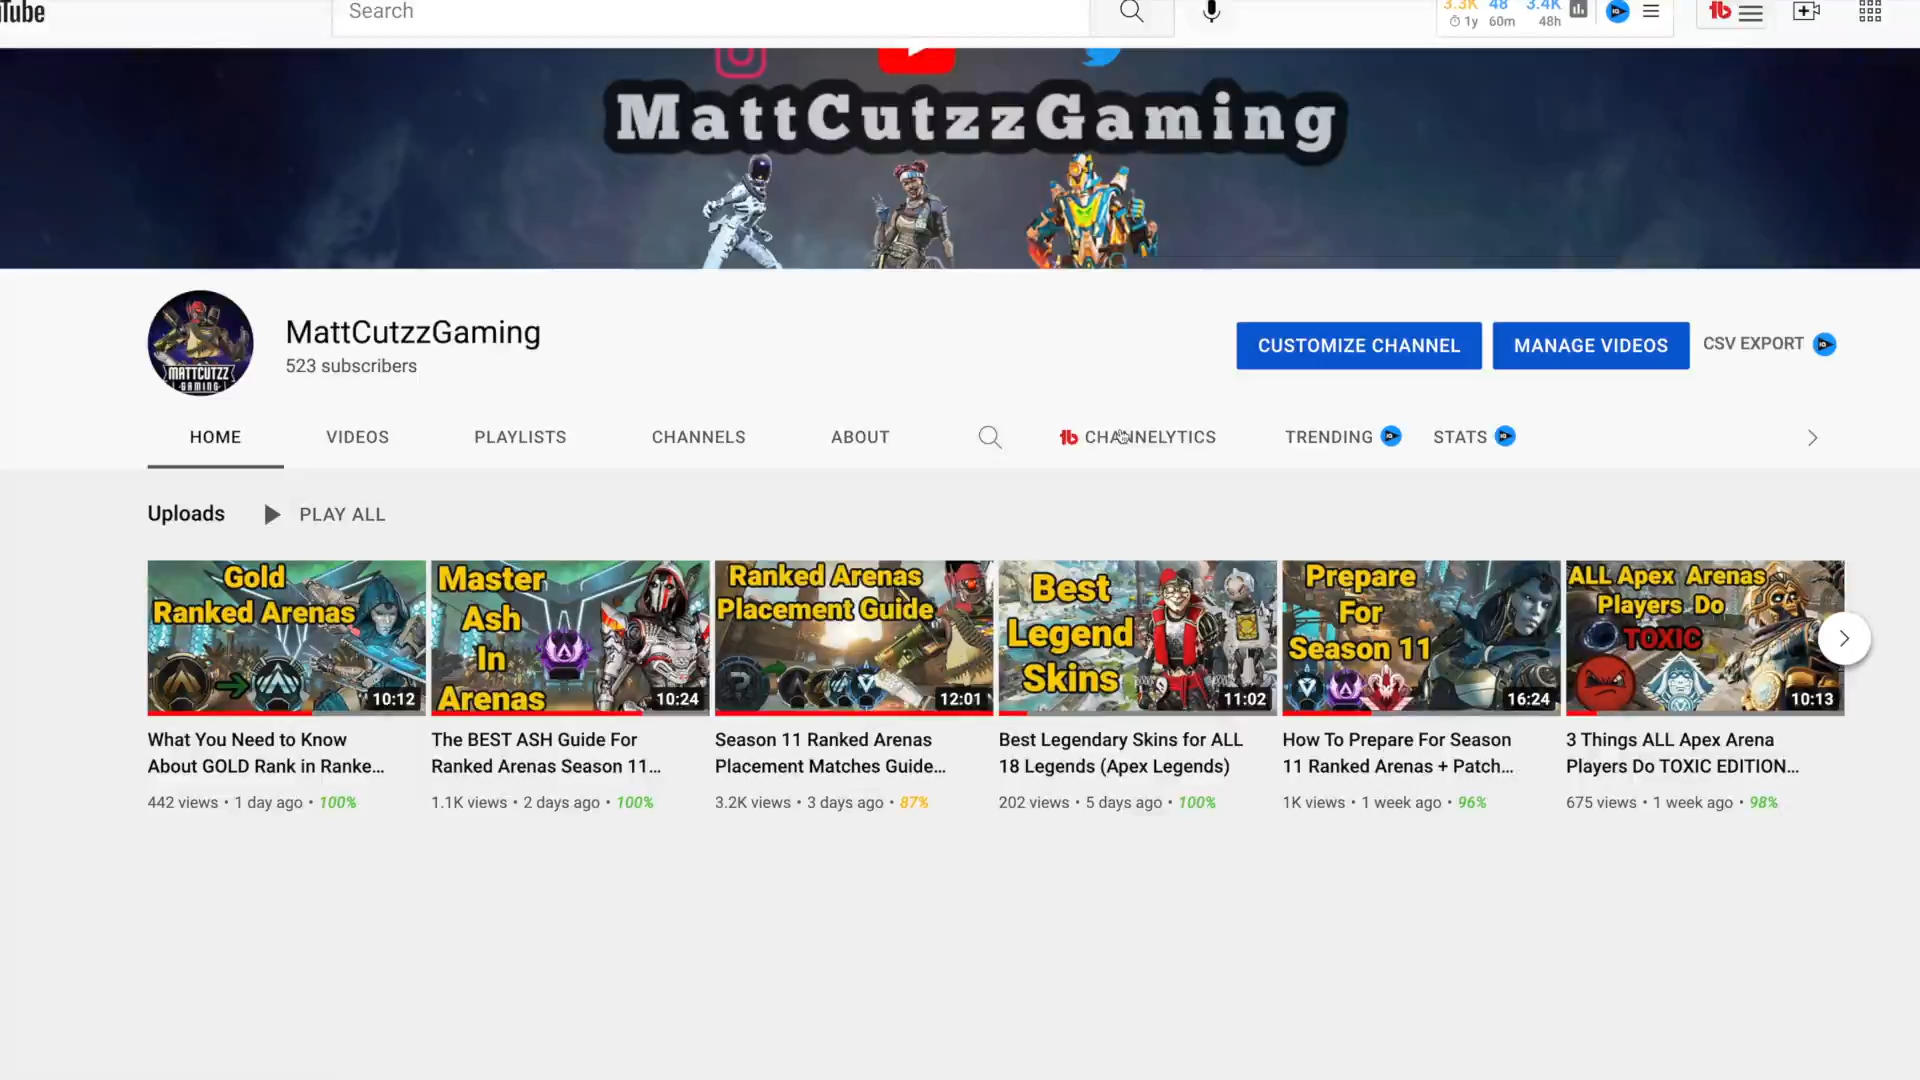 Tube
Search
3.3K 48 3.4K
1y 60m 48h
MattCutzzGaming
MattCutzzGaming
523 subscribers
MATTCUTZZ
GAMING
CUSTOMIZE CHANNEL
MANAGE VIDEOS
CSV EXPORT
HOME
VIDEOS
PLAYLISTS
CHANNELS
ABOUT
CHANNELYTICS
TRENDING
STATS
Uploads
PLAY ALL
Gold
Ranked Arenas
10:12
Master
Ash
In
Arenas
10:24
Ranked Arenas
Placement Guide
12:01
Best
Legend
Skins
11:02
Prepare
For
Season 11
16:24
ALL Apex Arenas
Players Do
TOXIC
10:13
What You Need to Know
About GOLD Rank in Ranke...
442 views • 1 day ago • 100%
The BEST ASH Guide For
Ranked Arenas Season 11...
1.1K views • 2 days ago • 100%
Season 11 Ranked Arenas
Placement Matches Guide...
3.2K views • 3 days ago • 87%
Best Legendary Skins for ALL
18 Legends (Apex Legends)
202 views • 5 days ago • 100%
How To Prepare For Season
11 Ranked Arenas + Patch...
1K views • 1 week ago • 96%
3 Things ALL Apex Arena
Players Do TOXIC EDITION...
675 views • 1 week ago • 98%